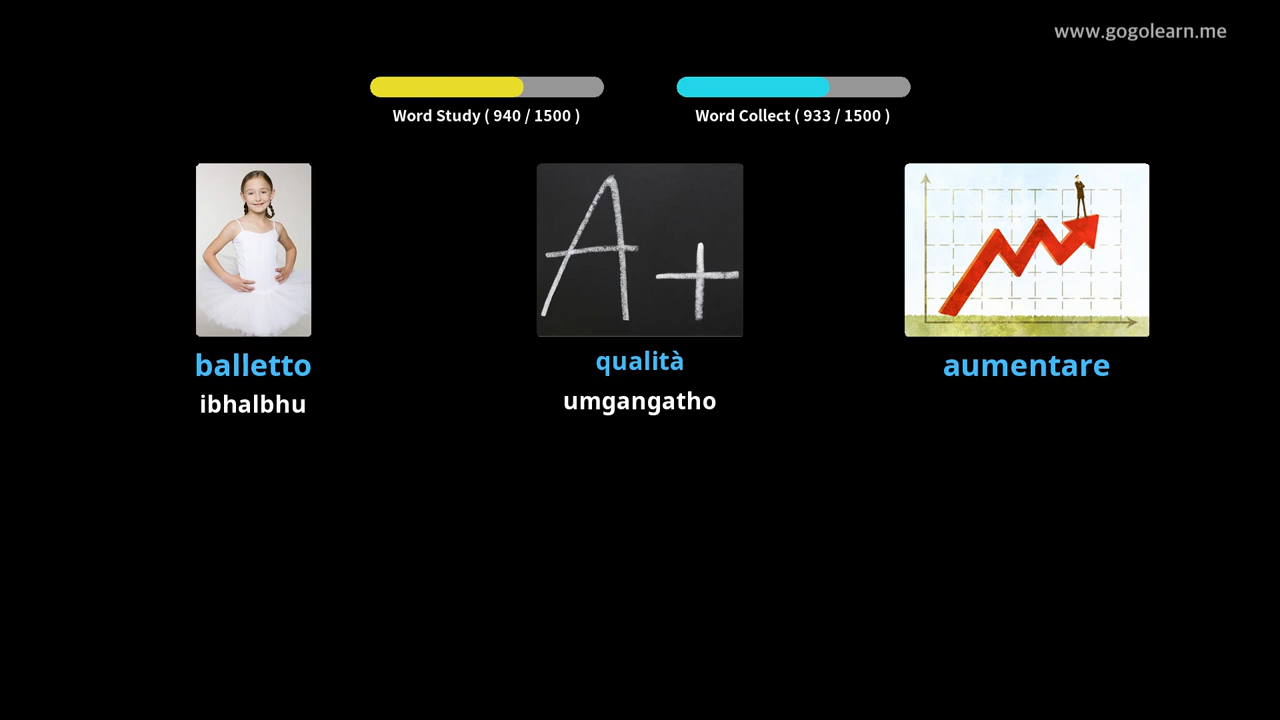 www.gogolearn.me
Word Study ( 940 / 1500 )
Word Collect ( 933 / 1500 )
A+
balletto
ibhalbhu
qualità
umgangatho
aumentare